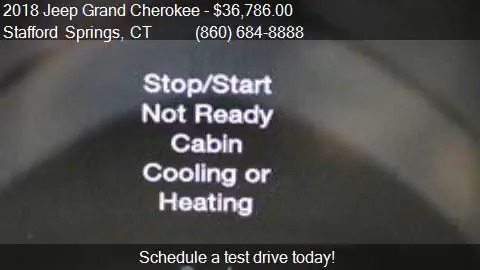 2018 Jeep Grand Cherokee - $36,786.00
Stafford Springs, CT (860) 684-8888
Stop/Start
Not Ready
Cabin
Cooling or
Heating
Schedule a test drive today!